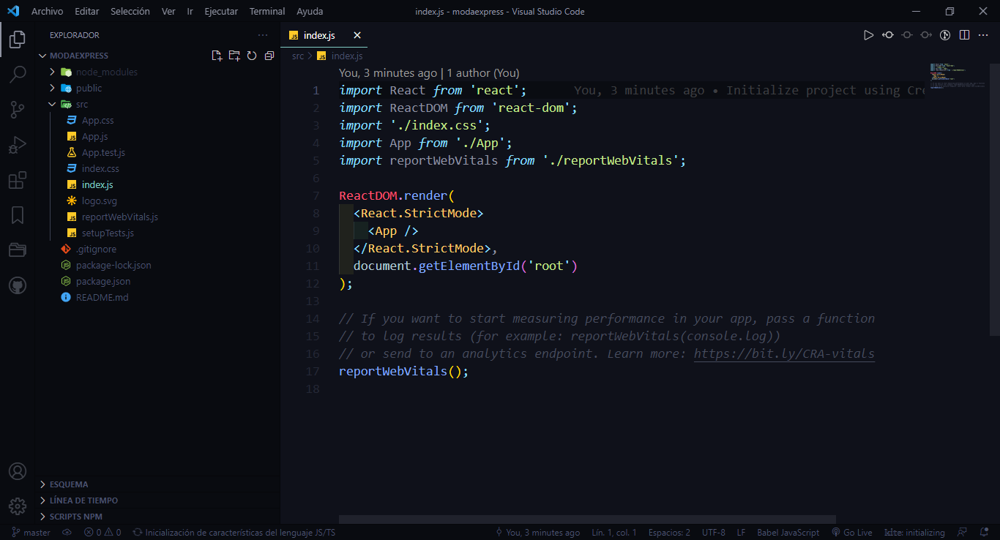 Archivo Editar Selección Ver Ir Ejecutar Terminal Ayuda
index.js - modaexpress - Visual Studio Code
EXPLORADOR
MODAEXPRESS
node_modules
public
src
App.css
App.js
App.test.js
index.css
index.js
logo.svg
reportWebVitals.js
setupTests.js
.gitignore
package-lock.json
package.json
README.md
ESQUEMA
LÍNEA DE TIEMPO
SCRIPTS NPM
index.js
src > index.js
You, 3 minutes ago | 1 author (You)
1 import React from 'react'; You, 3 minutes ago • Initialize project using Cre
2 import ReactDOM from 'react-dom';
3 import './index.css';
4 import App from './App';
5 import reportWebVitals from './reportWebVitals';
6
7 ReactDOM.render(
8 <React.StrictMode>
9 <App />
10 </React.StrictMode>,
11 document.getElementById('root')
12 );
13
14 // If you want to start measuring performance in your app, pass a function
15 // to log results (for example: reportWebVitals(console.log))
16 // or send to an analytics endpoint. Learn more: https://bit.ly/CRA-vitals
17 reportWebVitals();
18
master 0 0 Inicialización de características del lenguaje JS/TS You, 3 minutes ago Lín. 1, col. 1 Espacios: 2 UTF-8 LF Babel JavaScript Go Live kite: initializing